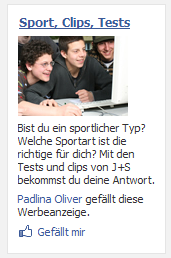 Sport, Clips, Tests
Bist du ein sportlicher Typ?
Welche Sportart ist die
richtige für dich? Mit den
Tests und clips von J+S
bekommst du deine Antwort.
Padlina Oliver gefällt diese
Werbeanzeige.
Gefällt mir